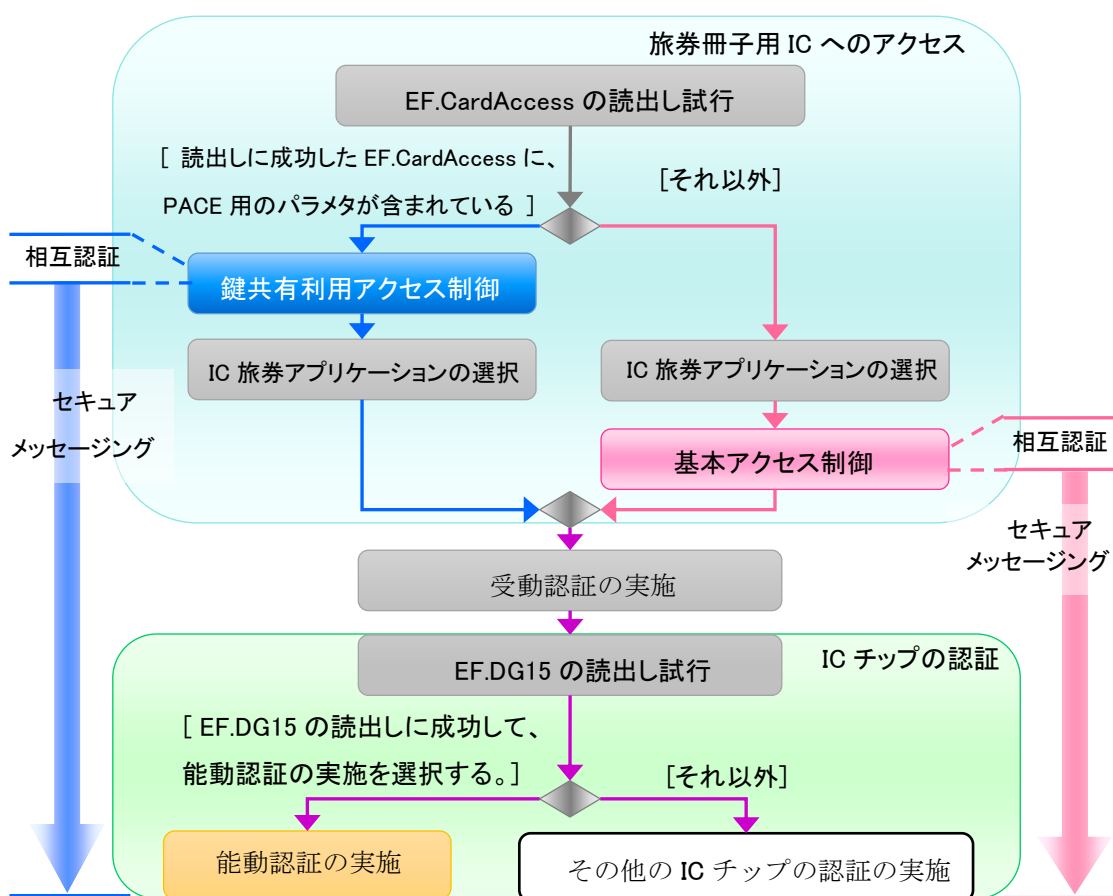 旅券冊子用 IC へのアクセス
EF.CardAccess の読出し試行
[ 読出しに成功した EF.CardAccess に、
PACE 用のパラメタが含まれている ]
[それ以外]
相互認証
鍵共有利用アクセス制御
IC 旅券アプリケーションの選択
IC 旅券アプリケーションの選択
セキュア
メッセージング
基本アクセス制御
相互認証
セキュア
メッセージング
受動認証の実施
IC チップの認証
EF.DG15 の読出し試行
[ EF.DG15 の読出しに成功して、
能動認証の実施を選択する。]
[それ以外]
能動認証の実施
その他の IC チップの認証の実施